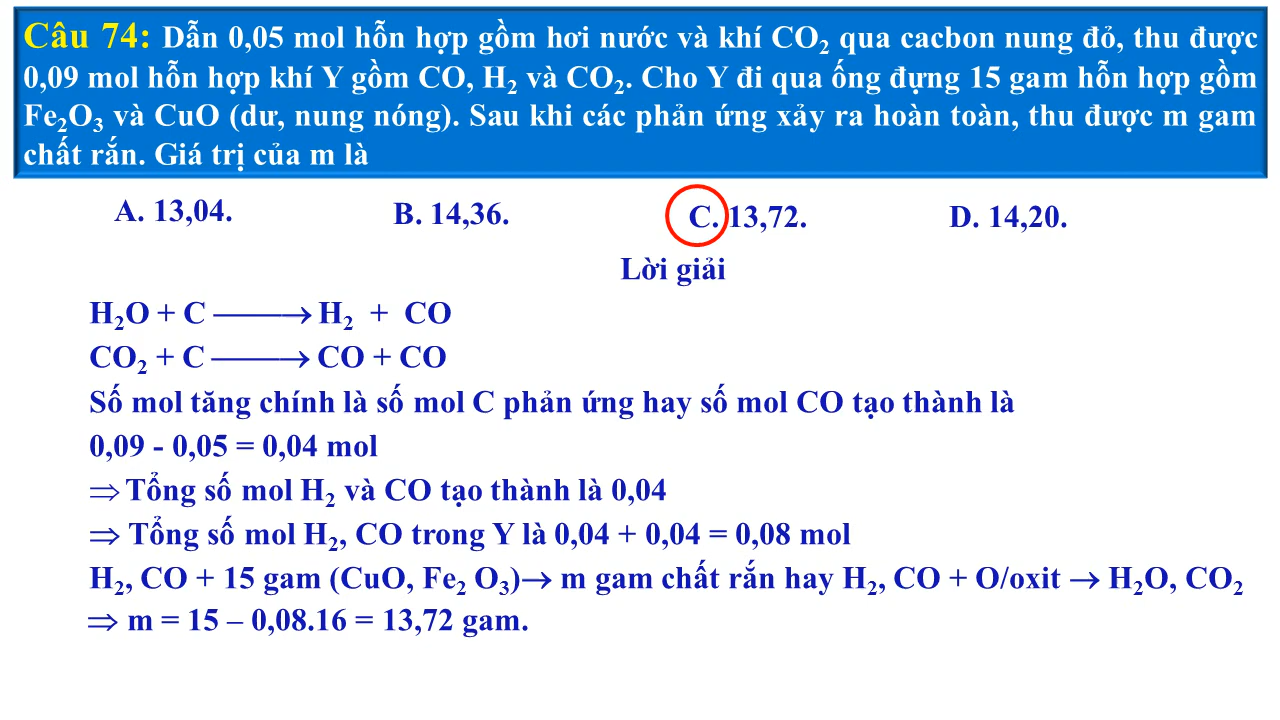 Câu 74: Dẫn 0,05 mol hỗn hợp gồm hơi nước và khí CO₂ qua cacbon nung đỏ, thu được
0,09 mol hỗn hợp khí Y gồm CO, H₂ và CO₂. Cho Y đi qua ống đựng 15 gam hỗn hợp gồm
Fe₂O₃ và CuO (dư, nung nóng). Sau khi các phản ứng xảy ra hoàn toàn, thu được m gam
chất rắn. Giá trị của m là
A. 13,04. B. 14,36. C. 13,72. D. 14,20.
Lời giải
H₂O + C ⟶ H₂ + CO
CO₂ + C ⟶ CO + CO
Số mol tăng chính là số mol C phản ứng hay số mol CO tạo thành là
0,09 - 0,05 = 0,04 mol
⇒ Tổng số mol H₂ và CO tạo thành là 0,04
⇒ Tổng số mol H₂, CO trong Y là 0,04 + 0,04 = 0,08 mol
H₂, CO + 15 gam (CuO, Fe₂ O₃)→ m gam chất rắn hay H₂, CO + O/oxit → H₂O, CO₂
⇒ m = 15 – 0,08.16 = 13,72 gam.